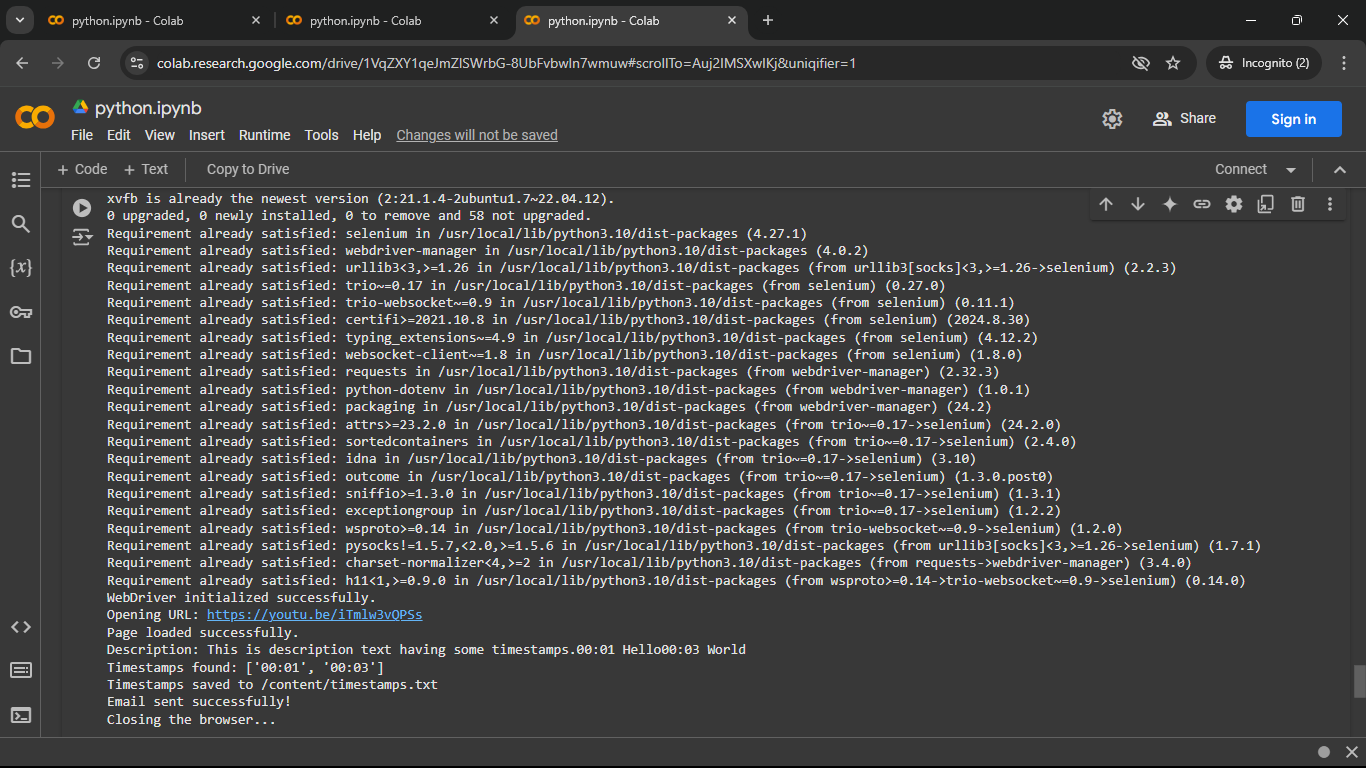 python.ipynb - Colab
python.ipynb - Colab
python.ipynb - Colab
colab.research.google.com/drive/1VqZXY1qeJmZISWrbG-8UbFvbwIn7wmuw#scrollTo=Auj2IMSXwIKj&uniqifier=1
Incognito (2)
python.ipynb
File Edit View Insert Runtime Tools Help Changes will not be saved
Share
Sign in
+ Code + Text Copy to Drive
Connect
xvfb is already the newest version (2:21.1.4-2ubuntu1.7~22.04.12).
0 upgraded, 0 newly installed, 0 to remove and 58 not upgraded.
Requirement already satisfied: selenium in /usr/local/lib/python3.10/dist-packages (4.27.1)
Requirement already satisfied: webdriver-manager in /usr/local/lib/python3.10/dist-packages (4.0.2)
Requirement already satisfied: urllib3<3,>=1.26 in /usr/local/lib/python3.10/dist-packages (from urllib3[socks]<3,>=1.26->selenium) (2.2.3)
Requirement already satisfied: trio~=0.17 in /usr/local/lib/python3.10/dist-packages (from selenium) (0.27.0)
Requirement already satisfied: trio-websocket~=0.9 in /usr/local/lib/python3.10/dist-packages (from selenium) (0.11.1)
Requirement already satisfied: certifi>=2021.10.8 in /usr/local/lib/python3.10/dist-packages (from selenium) (2024.8.30)
Requirement already satisfied: typing_extensions~=4.9 in /usr/local/lib/python3.10/dist-packages (from selenium) (4.12.2)
Requirement already satisfied: websocket-client~=1.8 in /usr/local/lib/python3.10/dist-packages (from selenium) (1.8.0)
Requirement already satisfied: requests in /usr/local/lib/python3.10/dist-packages (from webdriver-manager) (2.32.3)
Requirement already satisfied: python-dotenv in /usr/local/lib/python3.10/dist-packages (from webdriver-manager) (1.0.1)
Requirement already satisfied: packaging in /usr/local/lib/python3.10/dist-packages (from webdriver-manager) (24.2)
Requirement already satisfied: attrs>=23.2.0 in /usr/local/lib/python3.10/dist-packages (from trio~=0.17->selenium) (24.2.0)
Requirement already satisfied: sortedcontainers in /usr/local/lib/python3.10/dist-packages (from trio~=0.17->selenium) (2.4.0)
Requirement already satisfied: idna in /usr/local/lib/python3.10/dist-packages (from trio~=0.17->selenium) (3.10)
Requirement already satisfied: outcome in /usr/local/lib/python3.10/dist-packages (from trio~=0.17->selenium) (1.3.0.post0)
Requirement already satisfied: sniffio>=1.3.0 in /usr/local/lib/python3.10/dist-packages (from trio~=0.17->selenium) (1.3.1)
Requirement already satisfied: exceptiongroup in /usr/local/lib/python3.10/dist-packages (from trio~=0.17->selenium) (1.2.2)
Requirement already satisfied: wsproto>=0.14 in /usr/local/lib/python3.10/dist-packages (from trio-websocket~=0.9->selenium) (1.2.0)
Requirement already satisfied: pysocks!=1.5.7,<2.0,>=1.5.6 in /usr/local/lib/python3.10/dist-packages (from urllib3[socks]<3,>=1.26->selenium) (1.7.1)
Requirement already satisfied: charset-normalizer<4,>=2 in /usr/local/lib/python3.10/dist-packages (from requests->webdriver-manager) (3.4.0)
Requirement already satisfied: h11<1,>=0.9.0 in /usr/local/lib/python3.10/dist-packages (from wsproto>=0.14->trio-websocket~=0.9->selenium) (0.14.0)
WebDriver initialized successfully.
Opening URL: https://youtu.be/iTmlw3vQPSs
Page loaded successfully.
Description: This is description text having some timestamps.00:01 Hello00:03 World
Timestamps found: ['00:01', '00:03']
Timestamps saved to /content/timestamps.txt
Email sent successfully!
Closing the browser...